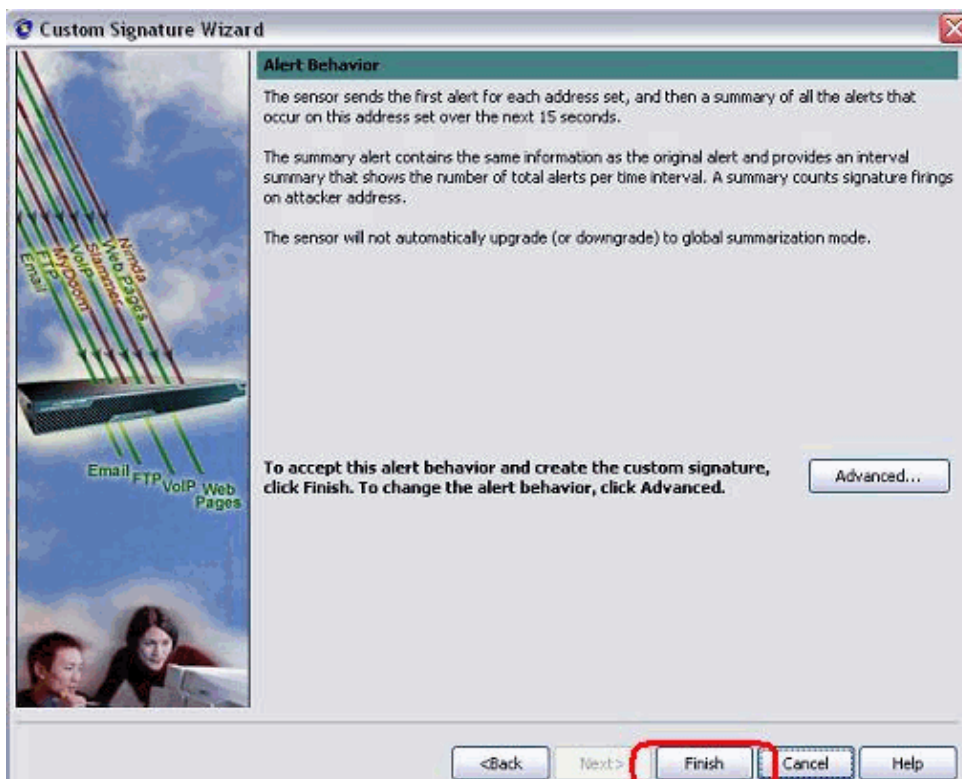 Custom Signature Wizard
Alert Behavior
The sensor sends the first alert for each address set, and then a summary of all the alerts that
occur on this address set over the next 15 seconds.
The summary alert contains the same information as the original alert and provides an interval
summary that shows the number of total alerts per time interval. A summary counts signature firings
on attacker address.
The sensor will not automatically upgrade (or downgrade) to global summarization mode.
Email
FTP
MyDoom
VoIP
Slammer
Web Pages
Nimda
Email
FTP
VoIP
Web
Pages
To accept this alert behavior and create the custom signature,
click Finish. To change the alert behavior, click Advanced.
Advanced...
<Back
Next>
Finish
Cancel
Help